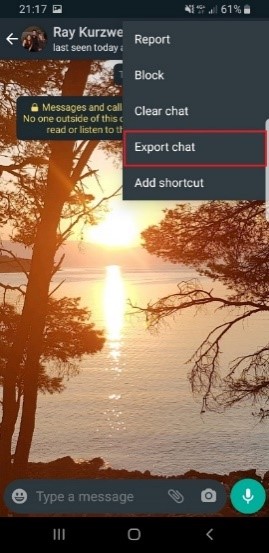 21:17 61%
Ray Kurzwe
last seen today a
Report
Block
Clear chat
Export chat
Add shortcut
Messages and call
No one outside of this c
read or listen to th
Type a message